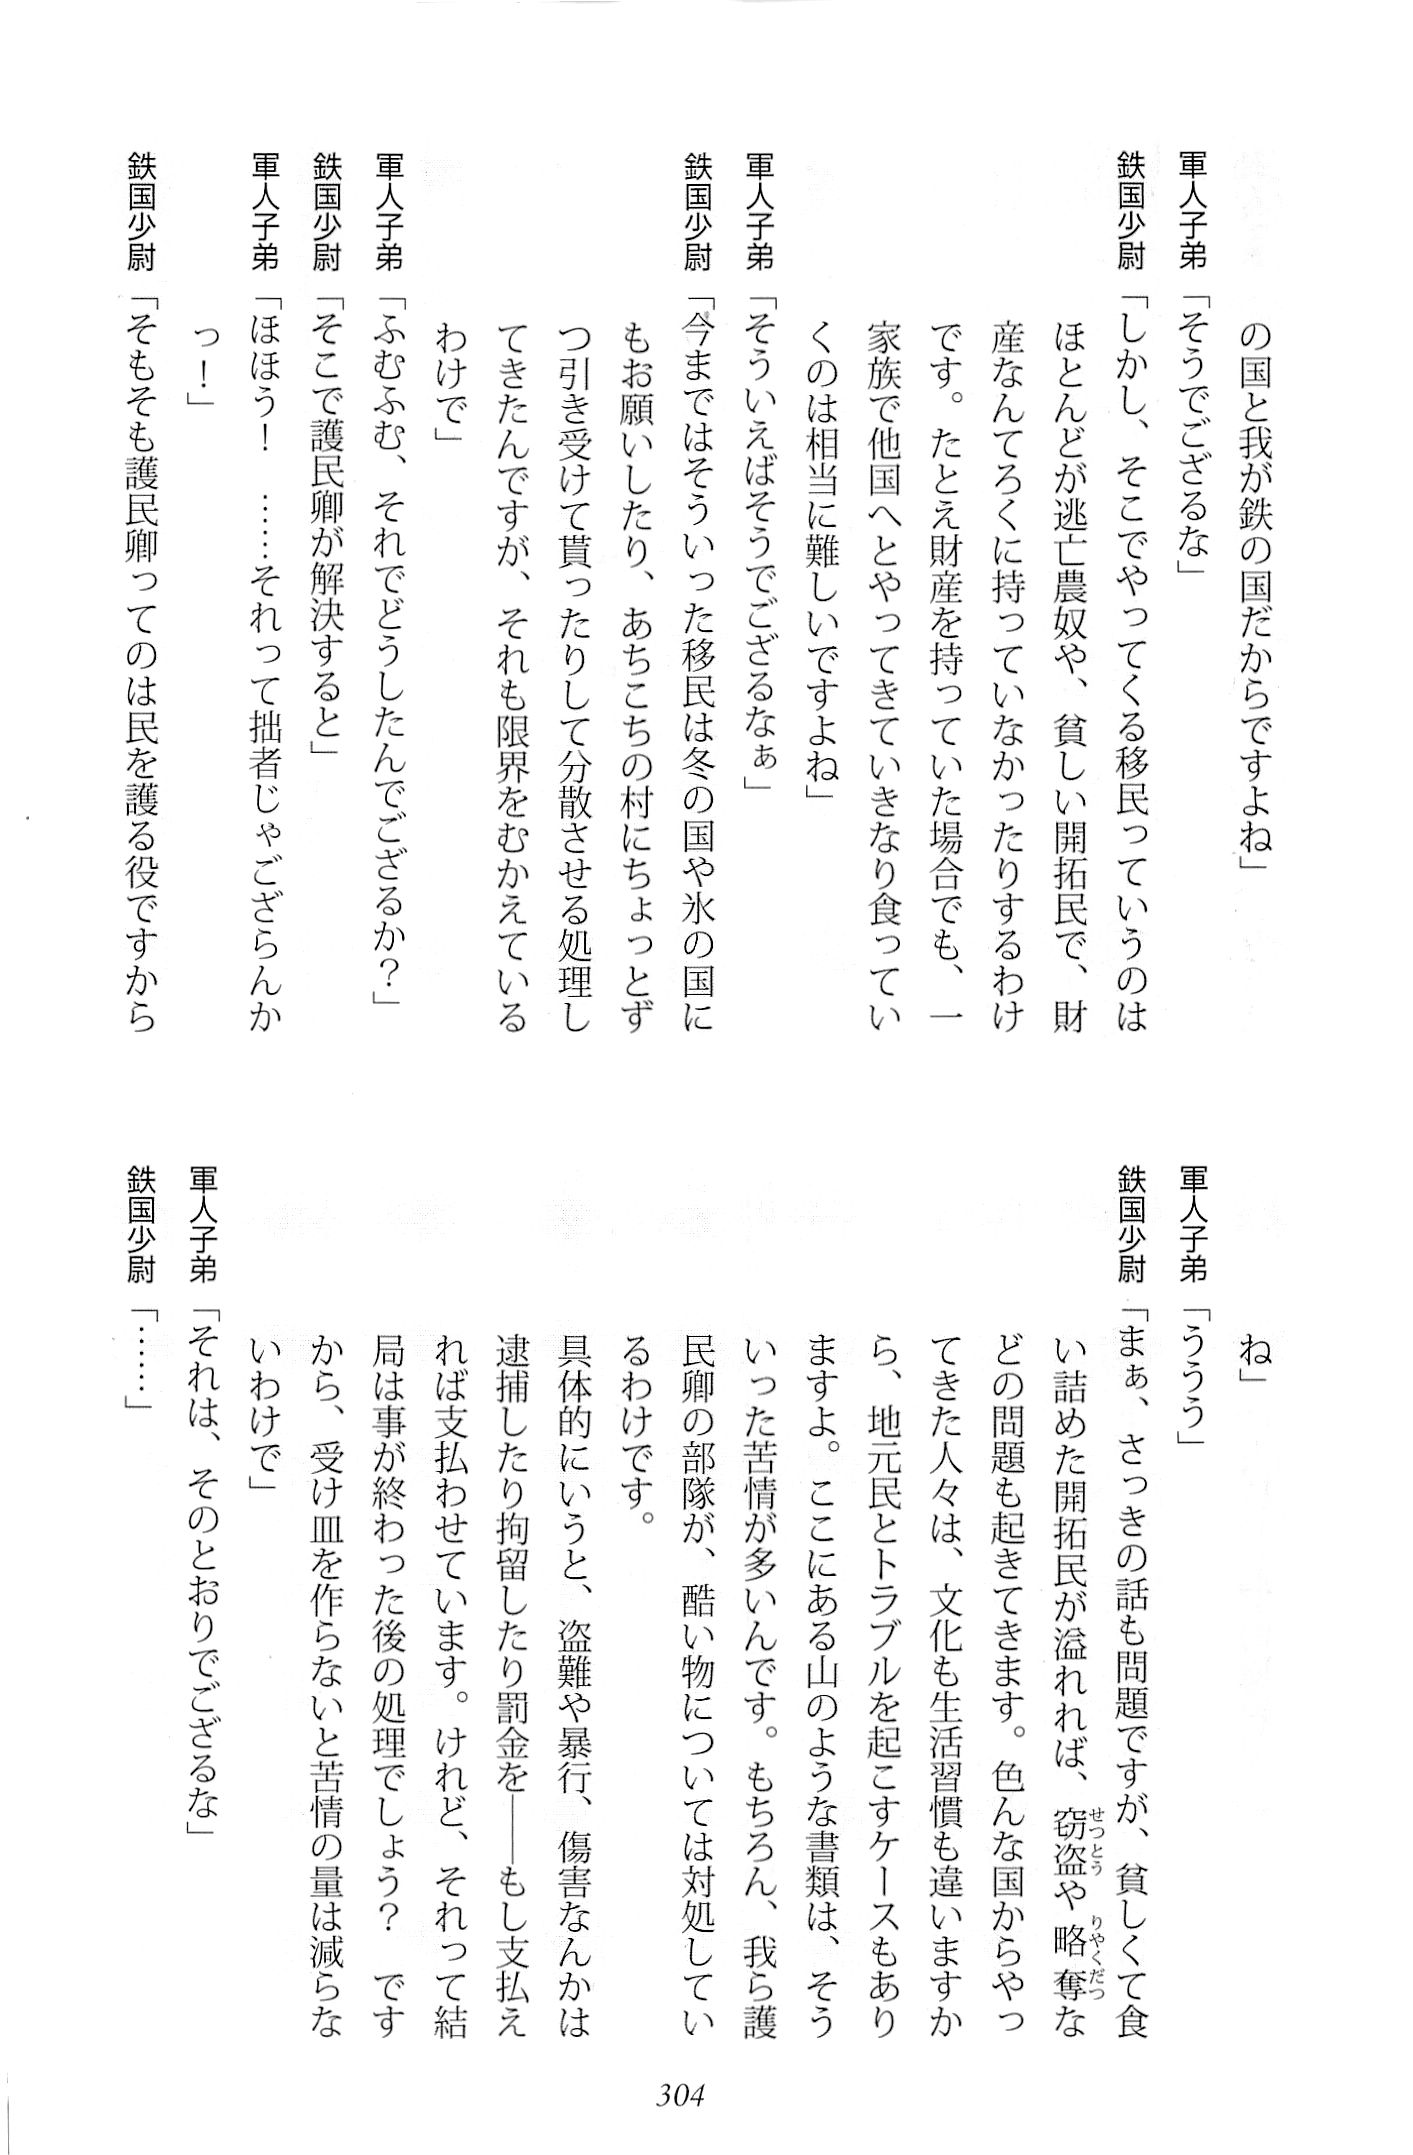 の国と我が鉄の国だからですよね」
軍人子弟「そうでござるな」
鉄国少尉「しかし、そこでやってくる移民っていうのは
ほとんどが逃亡農奴や、貧しい開拓民で、財
産なんてろくに持っていなかったりするわけ
です。たとえ財産を持っていた場合でも、一
家族で他国へとやってきていきなり食ってい
くのは相当に難しいですよね」
軍人子弟「そういえばそうでござるなぁ」
鉄国少尉「今まではそういった移民は冬の国や氷の国に
もお願いしたり、あちこちの村にちょっとず
つ引き受けて貰ったりして分散させる処理し
てきたんですが、それも限界をむかえている
わけで」
軍人子弟「ふむふむ、それでどうしたんでござるか？」
鉄国少尉「そこで護民卿が解決すると」
軍人子弟「ほほう！　……それって拙者じゃござらんか
っ！」
鉄国少尉「そもそも護民卿ってのは民を護る役ですから
ね」
軍人子弟「ううう」
鉄国少尉「まぁ、さっきの話も問題ですが、貧しくて食
い詰めた開拓民が溢れれば、窃盗や略奪な
どの問題も起きてきます。色んな国からやっ
てきた人々は、文化も生活習慣も違いますか
ら、地元民とトラブルを起こすケースもあり
ますよ。ここにある山のような書類は、そう
いった苦情が多いんです。もちろん、我ら護
民卿の部隊が、酷い物については対処してい
るわけです。
具体的にいうと、盗難や暴行、傷害なんかは
逮捕したり拘留したり罰金を――もし支払え
れば支払わせています。けれど、それって結
局は事が終わった後の処理でしょう？　です
から、受け皿を作らないと苦情の量は減らな
いわけで」
軍人子弟「それは、そのとおりでござるな」
鉄国少尉「……」
304